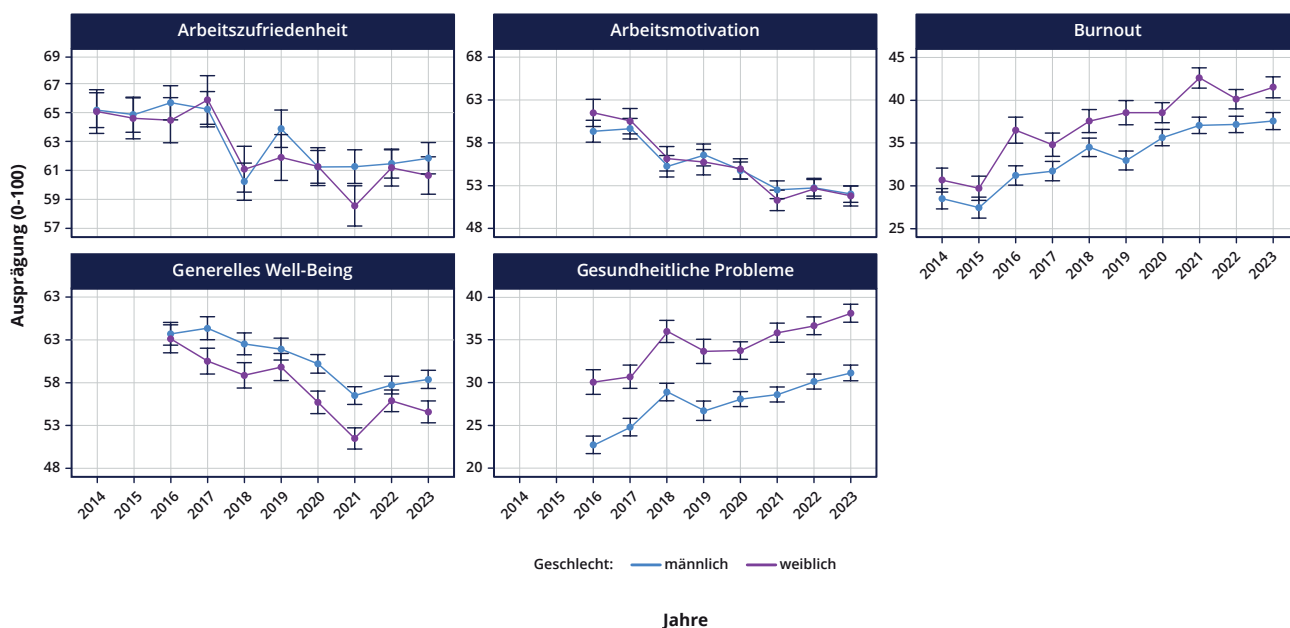 Arbeitszufriedenheit
Arbeitsmotivation
Burnout
69
67
65
63
61
59
57
68
63
58
53
48
45
40
35
30
25
2014 2015 2016 2017 2018 2019 2020 2021 2022 2023
Ausprägung (0-100)
Generelles Well-Being
Gesundheitliche Probleme
63
63
58
53
48
40
35
30
25
20
2014 2015 2016 2017 2018 2019 2020 2021 2022 2023
2014 2015 2016 2017 2018 2019 2020 2021 2022 2023
Geschlecht: männlich weiblich
Jahre